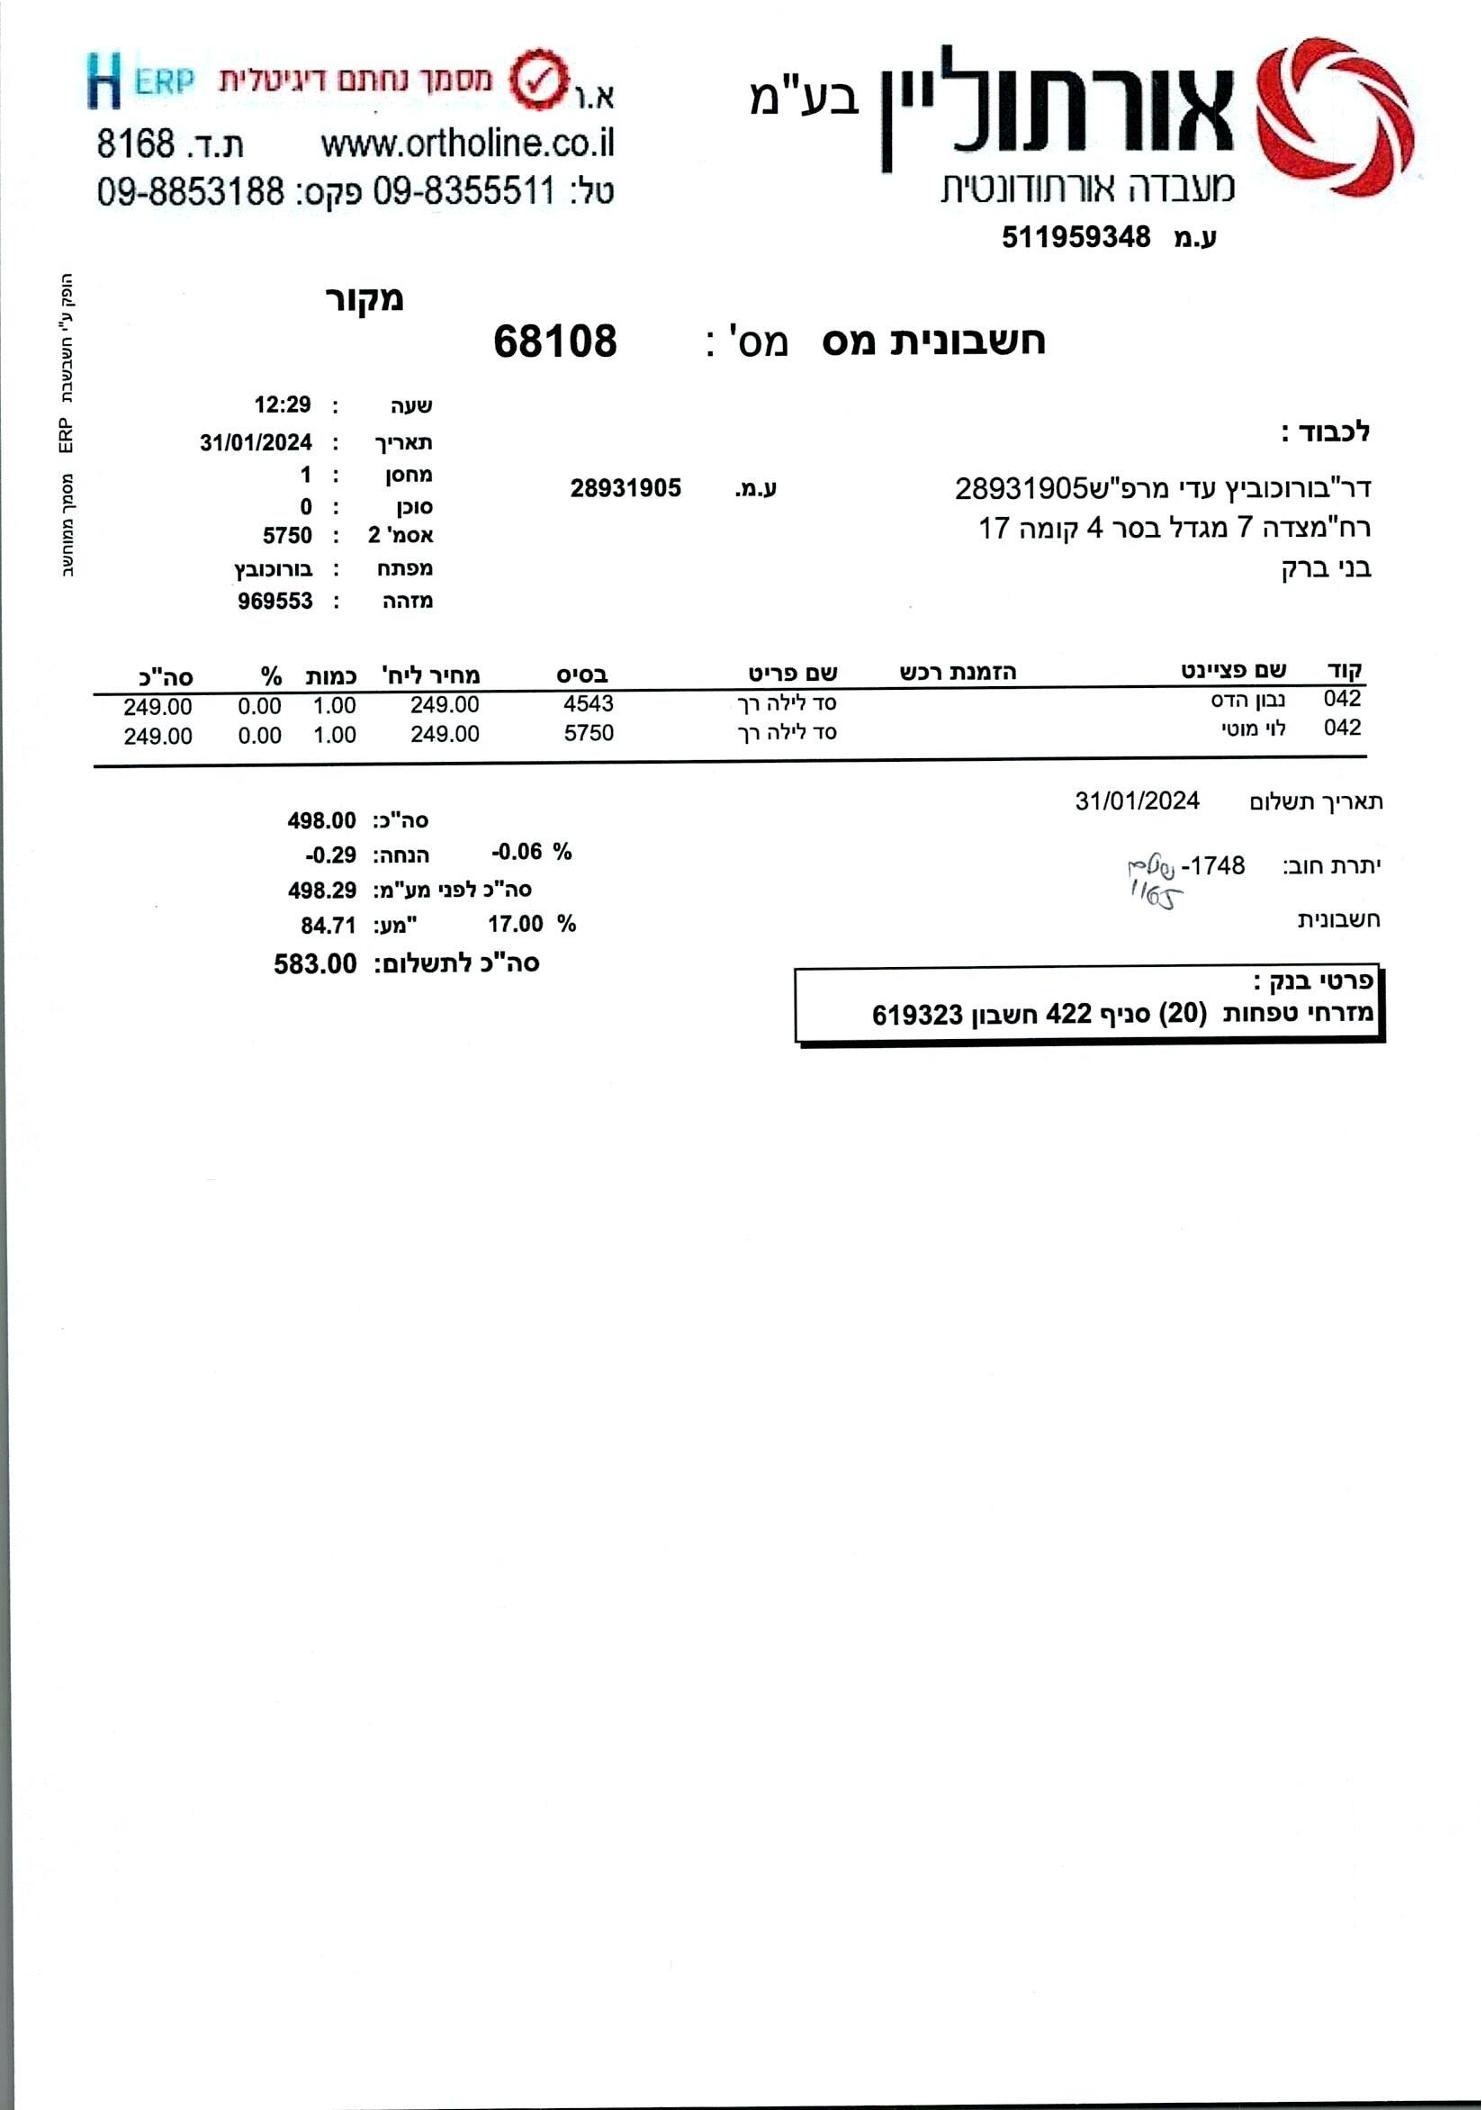 אורתוליין בע"מ
מעבדה אורתודונטית
ע.מ 511959348
א.ו מסמך נחתם דיגיטלית H ERP
www.ortholine.co.il ת.ד. 8168
טל: 09-8355511 פקס: 09-8853188
הופק ע"י חשבשבת ERP מסמך ממוחשב
מקור
חשבונית מס מס' : 68108
שעה : 12:29
תאריך : 31/01/2024
מחסן : 1
סוכן : 0
אסמ' 2 : 5750
מפתח : בורוכובץ
מזהה : 969553
לכבוד :
דר"בורוכוביץ עדי מרפ"ש28931905 ע.מ. 28931905
רח"מצדה 7 מגדל בסר 4 קומה 17
בני ברק
קוד שם פציינט הזמנת רכש שם פריט בסיס מחיר ליח' כמות % סה"כ
042 נבון הדס סד לילה רך 4543 249.00 1.00 0.00 249.00
042 לוי מוטי סד לילה רך 5750 249.00 1.00 0.00 249.00
תאריך תשלום 31/01/2024
יתרת חוב: 1748-
1165
חשבונית
סה"כ: 498.00
% -0.06 הנחה: -0.29
סה"כ לפני מע"מ: 498.29
% 17.00 מע": 84.71
סה"כ לתשלום: 583.00
פרטי בנק :
מזרחי טפחות (20) סניף 422 חשבון 619323